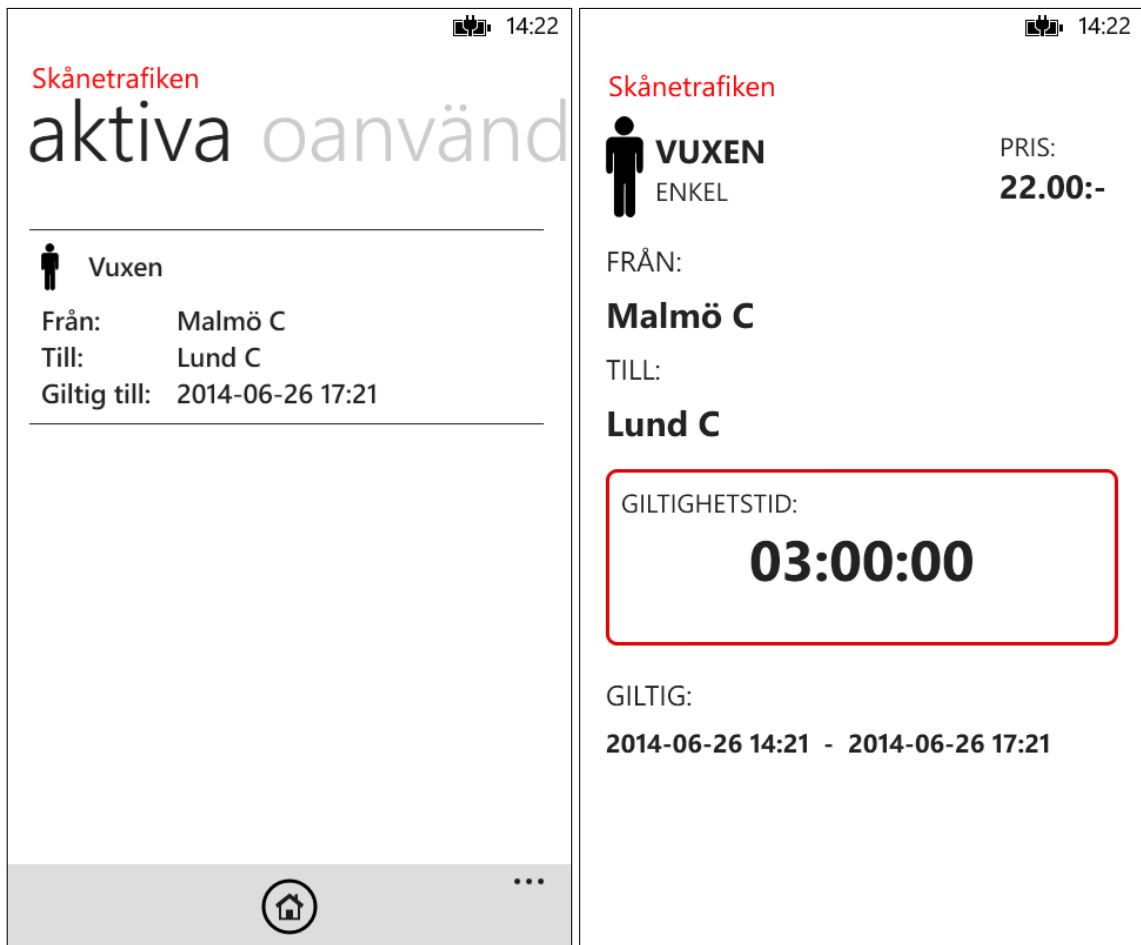 14:22
Skånetrafiken
aktiva oanvänd
Vuxen
Från: Malmö C
Till: Lund C
Giltig till: 2014-06-26 17:21
14:22
Skånetrafiken
VUXEN
ENKEL
PRIS:
22.00:-
FRÅN:
Malmö C
TILL:
Lund C
GILTIGHETSTID:
03:00:00
GILTIG:
2014-06-26 14:21 - 2014-06-26 17:21